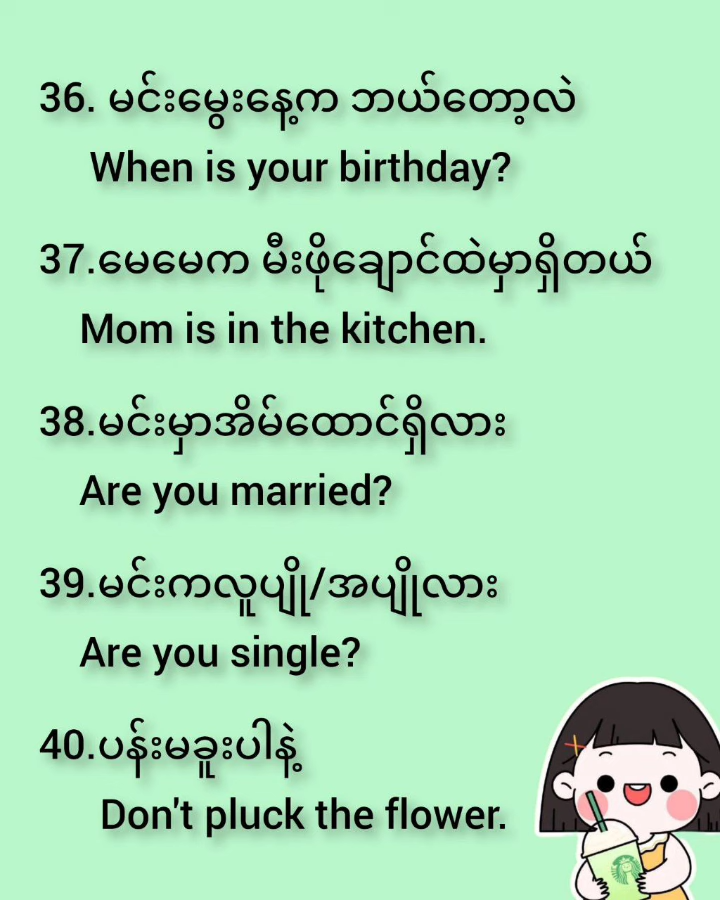 36. မင်းမွေးနေ့က ဘယ်တော့လဲ
When is your birthday?
37.မေမေက မီးဖိုချောင်ထဲမှာရှိတယ်
Mom is in the kitchen.
38.မင်းမှာအိမ်ထောင်ရှိလား
Are you married?
39.မင်းကလူပျို/အပျိုလား
Are you single?
40.ပန်းမခူးပါနဲ့
Don't pluck the flower.